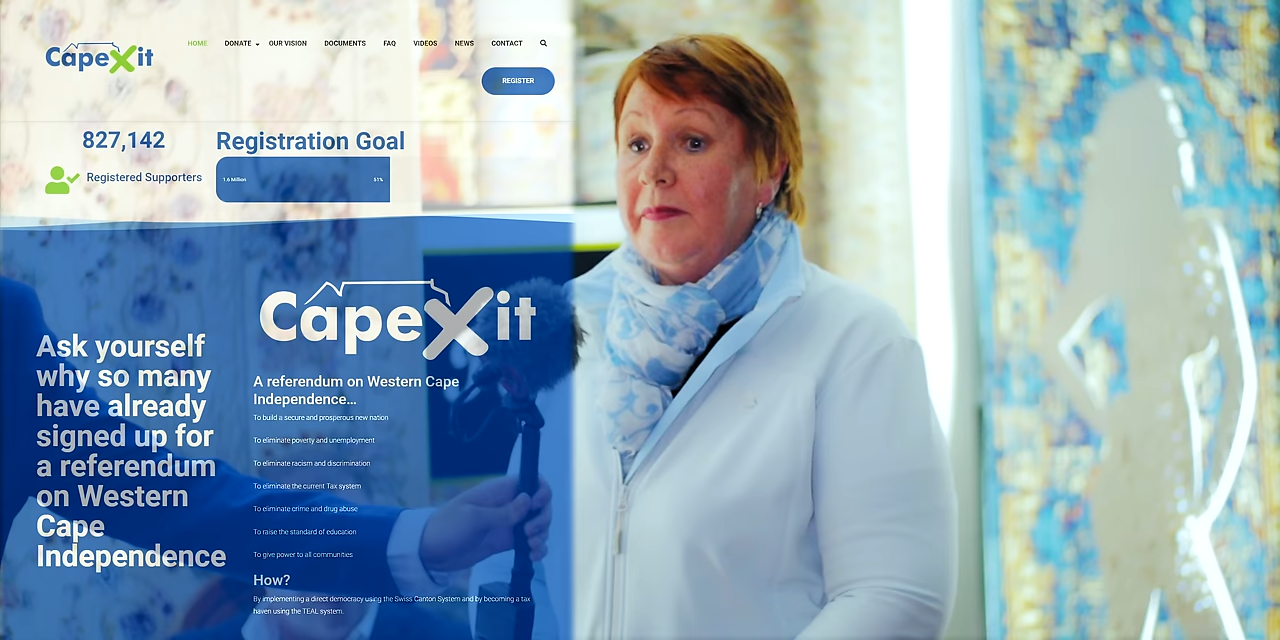 CapeXit
HOME DONATE OUR VISION DOCUMENTS FAQ VIDEOS NEWS CONTACT
REGISTER
827,142
Registered Supporters
Registration Goal
1.6 Million 51%
Ask yourself
why so many
have already
signed up for
a referendum
on Western
Cape
Independence
CapeXit
A referendum on Western Cape
Independence...
To build a secure and prosperous new nation
To eliminate poverty and unemployment
To eliminate racism and discrimination
To eliminate the current Tax system
To eliminate crime and drug abuse
To raise the standard of education
To give power to all communities
How?
By implementing a direct democracy using the Swiss Canton System and by becoming a tax
haven using the TEAL system.